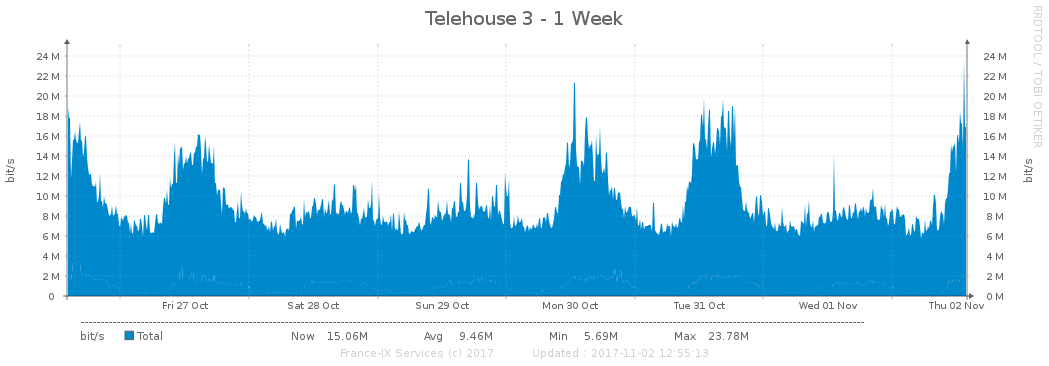 Telehouse 3 - 1 Week
RRDTOOL / TOBI OETIKER
bit/s
24 M 24 M
22 M 22 M
20 M 20 M
18 M 18 M
16 M 16 M
14 M 14 M
12 M 12 M
10 M 10 M
8 M 8 M
6 M 6 M
4 M 4 M
2 M 2 M
0 0 M
bit/s
Fri 27 Oct Sat 28 Oct Sun 29 Oct Mon 30 Oct Tue 31 Oct Wed 01 Nov Thu 02 Nov
bit/s Total Now 15.06M Avg 9.46M Min 5.69M Max 23.78M
France-IX Services (c) 2017 Updated : 2017-11-02 12:55:13